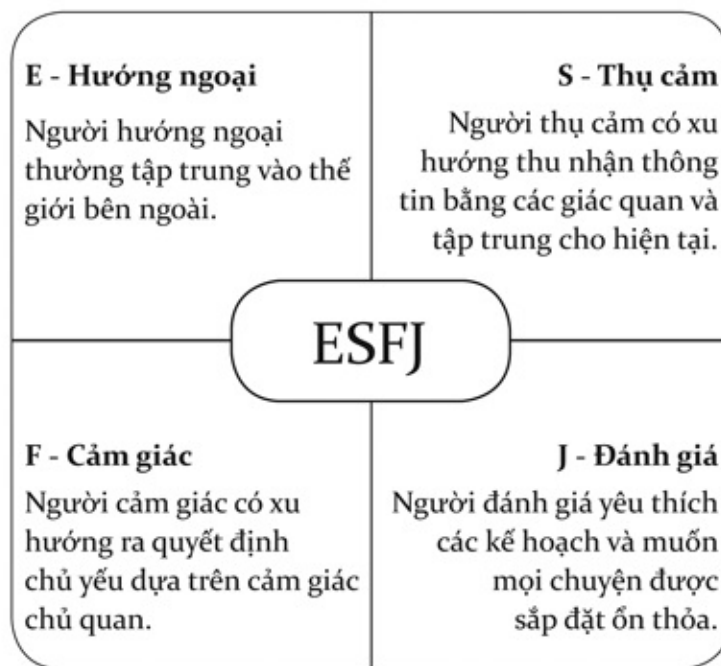 E - Hướng ngoại
Người hướng ngoại
thường tập trung vào thế
giới bên ngoài.
S - Thụ cảm
Người thụ cảm có xu
hướng thu nhận thông
tin bằng các giác quan và
tập trung cho hiện tại.
ESFJ
F - Cảm giác
Người cảm giác có xu
hướng ra quyết định
chủ yếu dựa trên cảm giác
chủ quan.
J - Đánh giá
Người đánh giá yêu thích
các kế hoạch và muốn
mọi chuyện được
sắp đặt ổn thỏa.